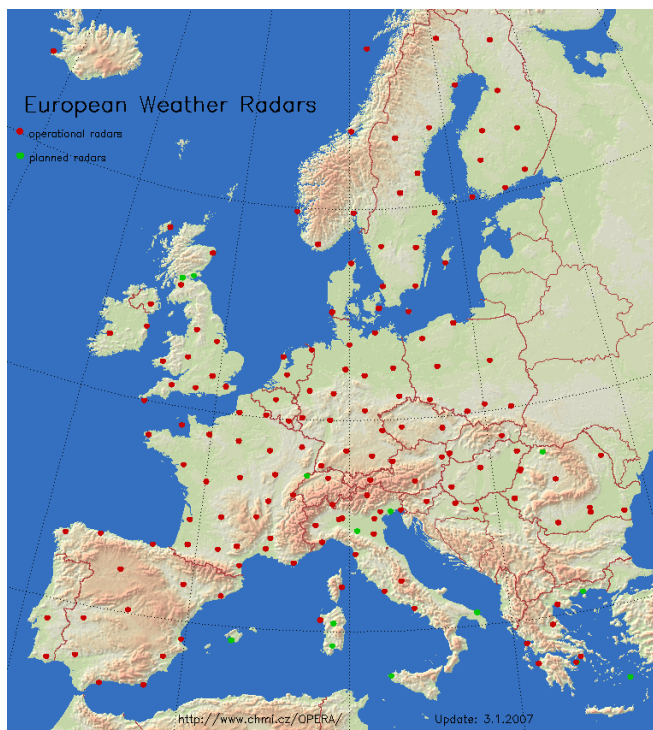 European Weather Radars
operational radars
planned radars
http://www.chmi.cz/OPERA/
Update: 3.1.2007